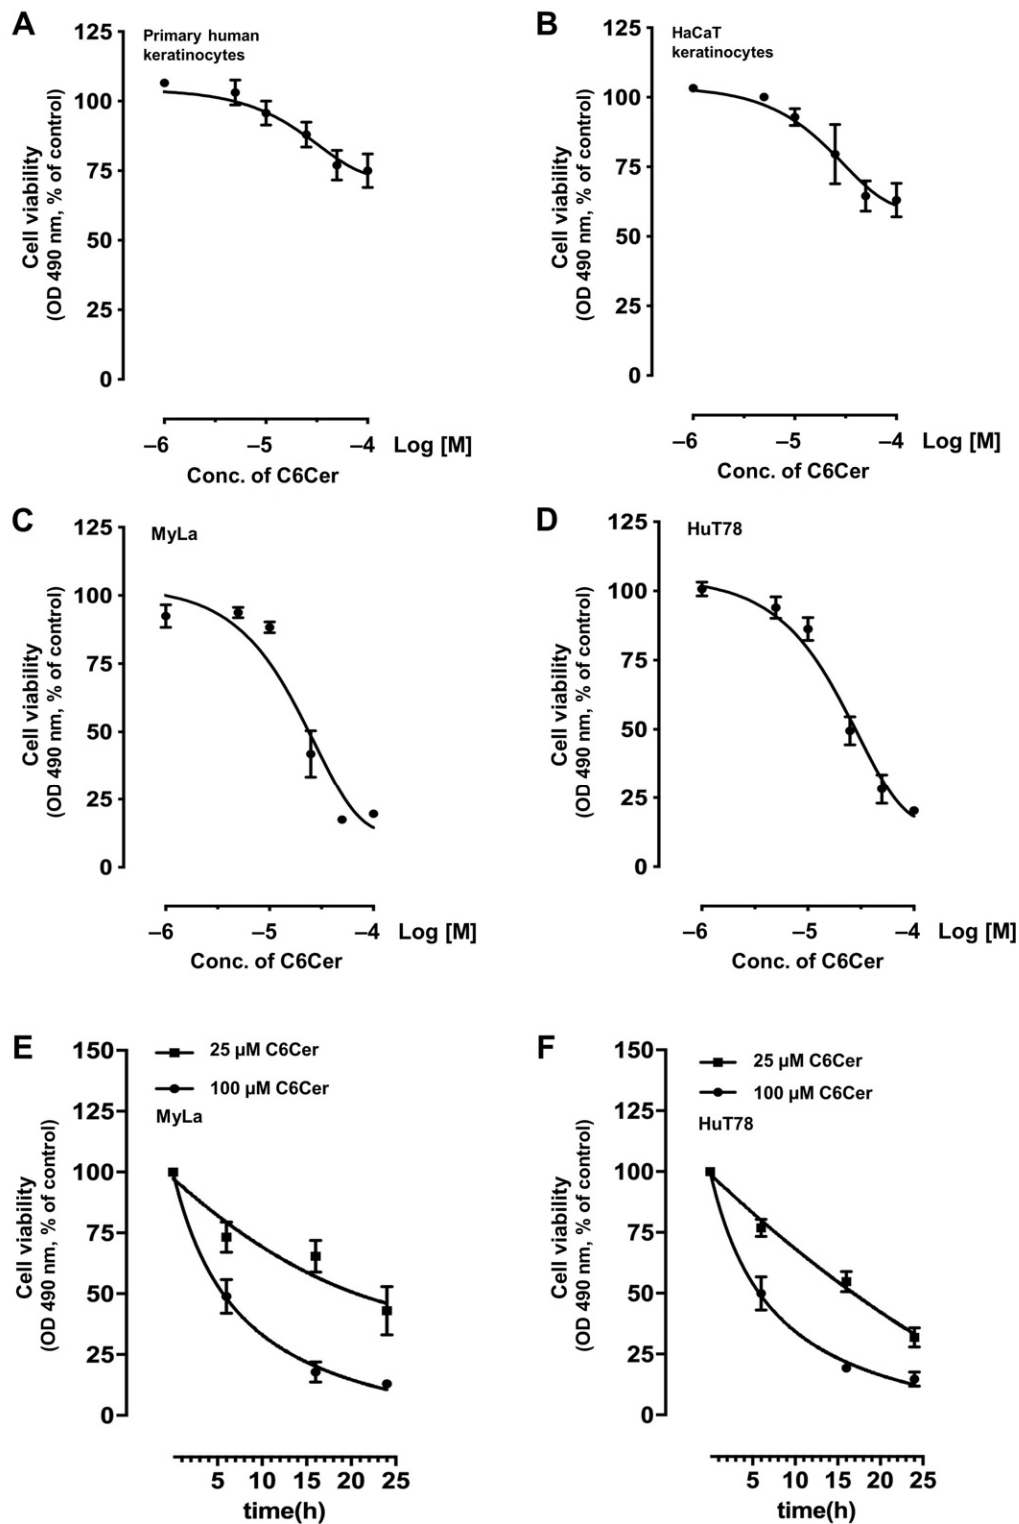 A
Primary human
keratinocytes
125
100
75
50
25
0
Cell viability
(OD 490 nm, % of control)
–6 –5 –4 Log [M]
Conc. of C6Cer
B
HaCaT
keratinocytes
125
100
75
50
25
0
Cell viability
(OD 490 nm, % of control)
–6 –5 –4 Log [M]
Conc. of C6Cer
C
MyLa
125
100
75
50
25
0
Cell viability
(OD 490 nm, % of control)
–6 –5 –4 Log [M]
Conc. of C6Cer
D
HuT78
125
100
75
50
25
0
Cell viability
(OD 490 nm, % of control)
–6 –5 –4 Log [M]
Conc. of C6Cer
E
25 µM C6Cer
100 µM C6Cer
MyLa
150
125
100
75
50
25
0
Cell viability
(OD 490 nm, % of control)
5 10 15 20 25
time(h)
F
25 µM C6Cer
100 µM C6Cer
HuT78
150
125
100
75
50
25
0
Cell viability
(OD 490 nm, % of control)
5 10 15 20 25
time(h)